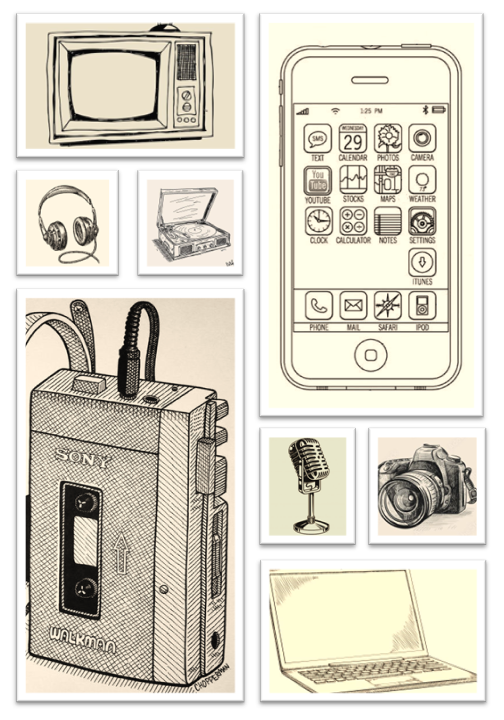 1:25 PM
SMS
WEDNESDAY
29
TEXT
CALENDAR
PHOTOS
CAMERA
You
Tube
YOUTUBE
STOCKS
MAPS
WEATHER
CLOCK
CALCULATOR
NOTES
SETTINGS
iTUNES
PHONE
MAIL
SAFARI
IPOD
SONY
WALKMAN
CHOPPERMAN